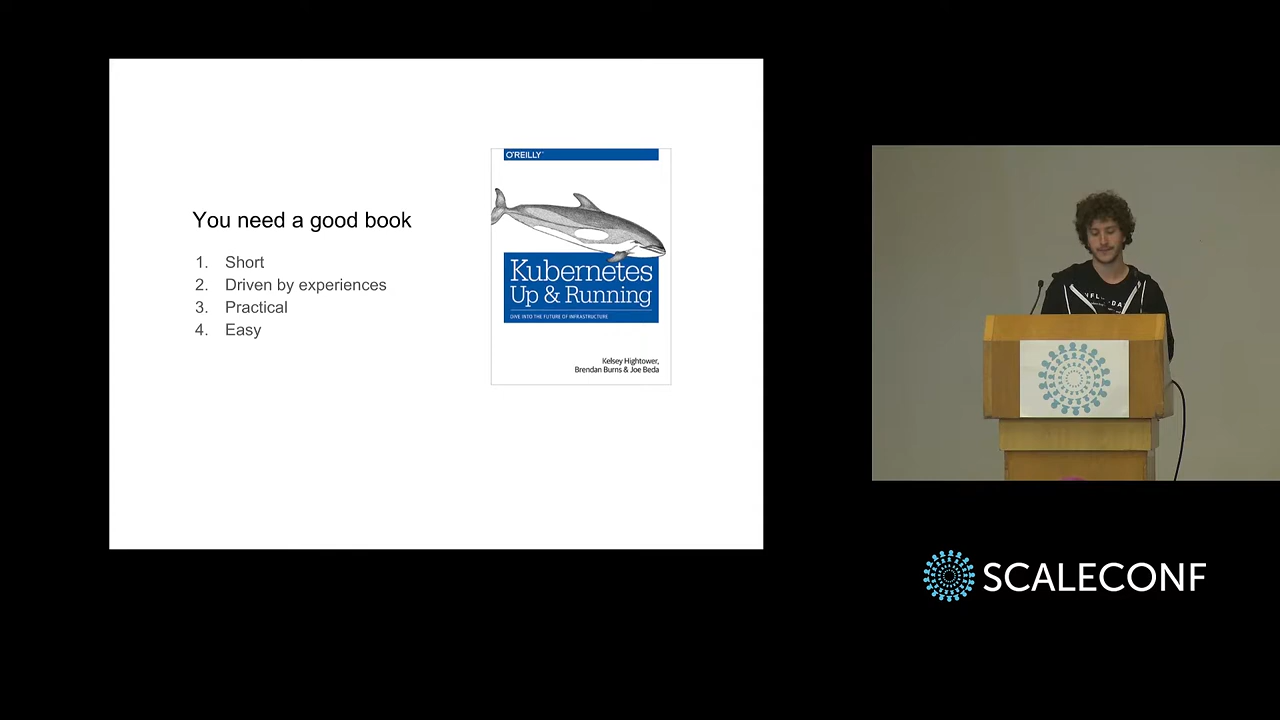 You need a good book
1. Short
2. Driven by experiences
3. Practical
4. Easy
O'REILLY
Kubernetes
Up & Running
DIVE INTO THE FUTURE OF INFRASTRUCTURE
Kelsey Hightower,
Brendan Burns & Joe Beda
SCALECONF